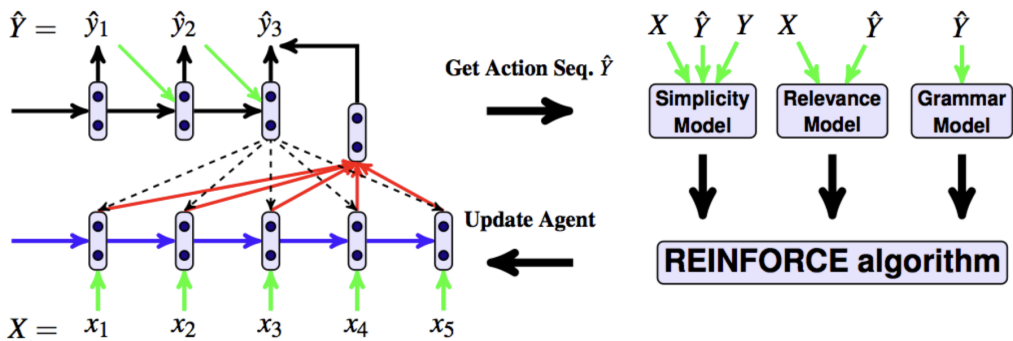 Ŷ = ŷ₁ ŷ₂ ŷ₃
Get Action Seq. Ŷ
Update Agent
X = x₁ x₂ x₃ x₄ x₅
X Ŷ Y
Simplicity
Model
X Ŷ
Relevance
Model
Ŷ
Grammar
Model
REINFORCE algorithm